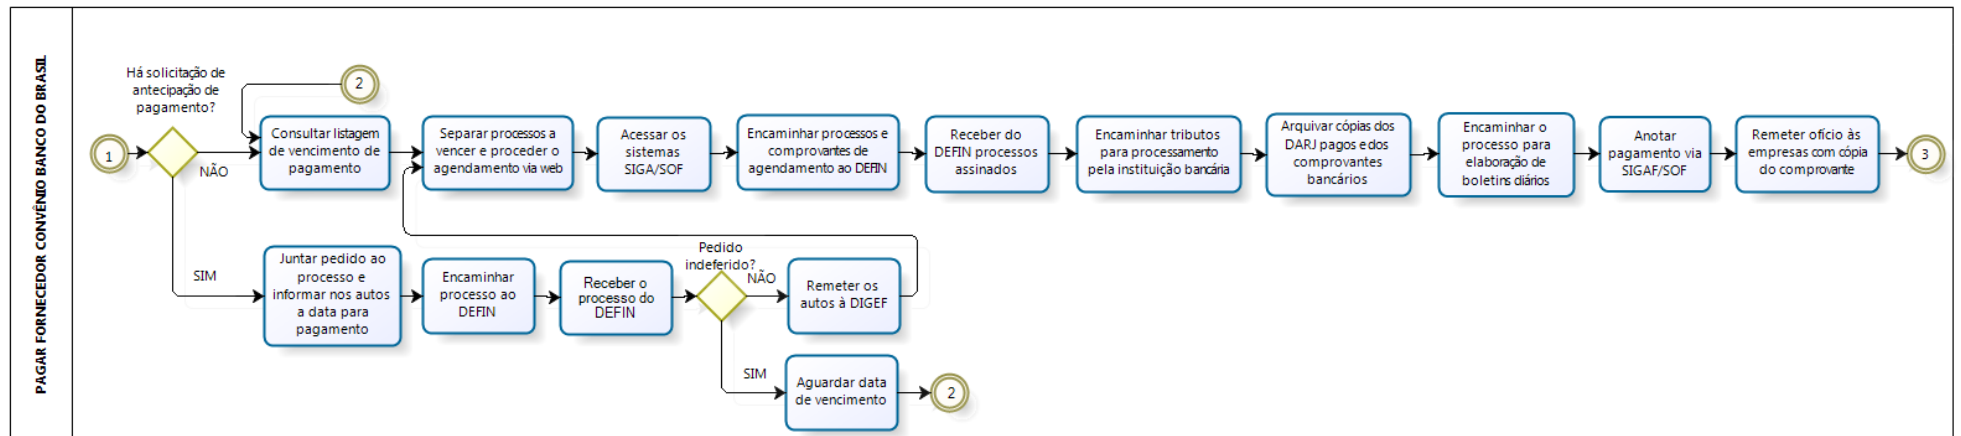 PAGAR FORNECEDOR CONVÊNIO BANCO DO BRASIL
Há solicitação de
antecipação de
pagamento?
1
NÃO
SIM
2
Consultar listagem
de vencimento de
pagamento
Separar processos a
vencer e proceder o
agendamento via web
Acessar os
sistemas
SIGA/SOF
Encaminhar processos e
comprovantes de
agendamento ao DEFIN
Receber do
DEFIN processos
assinados
Encaminhar tributos
para processamento
pela instituição bancária
Arquivar cópias dos
DARJ pagos e dos
comprovantes
bancários
Encaminhar o
processo para
elaboração de
boletins diários
Anotar
pagamento via
SIGAF/SOF
Remeter ofício às
empresas com cópia
do comprovante
3
Juntar pedido ao
processo e
informar nos autos
a data para
pagamento
Encaminhar
processo ao
DEFIN
Receber o
processo do
DEFIN
Pedido
indeferido?
NÃO
Remeter os
autos à DIGEF
SIM
Aguardar data
de vencimento
2